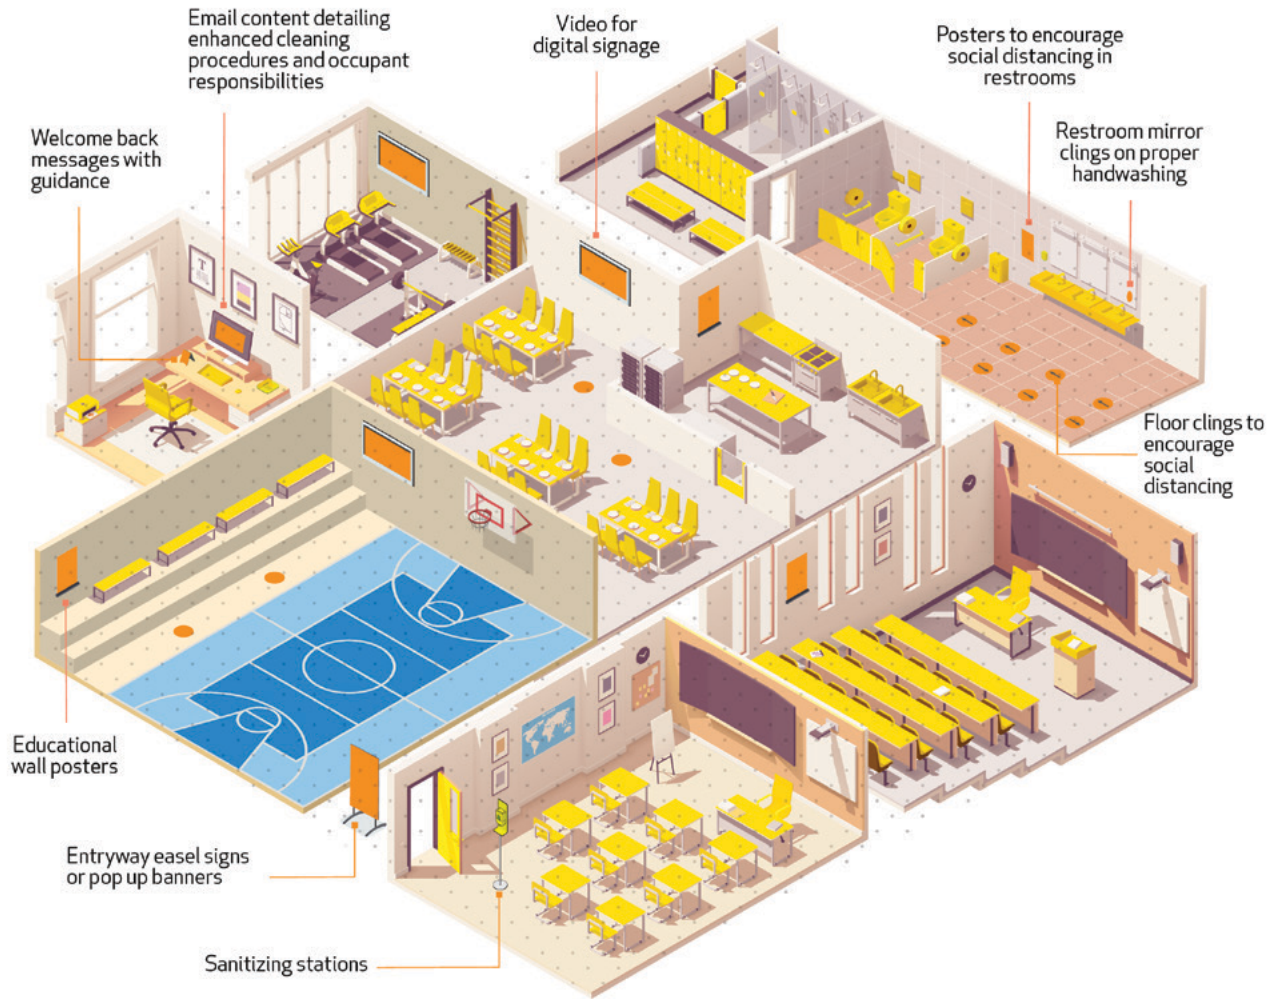 Email content detailing
enhanced cleaning
procedures and occupant
responsibilities
Video for
digital signage
Posters to encourage
social distancing in
restrooms
Welcome back
messages with
guidance
Restroom mirror
clings on proper
handwashing
T
Floor clings to
encourage
social
distancing
Educational
wall posters
Entryway easel signs
or pop up banners
Sanitizing stations